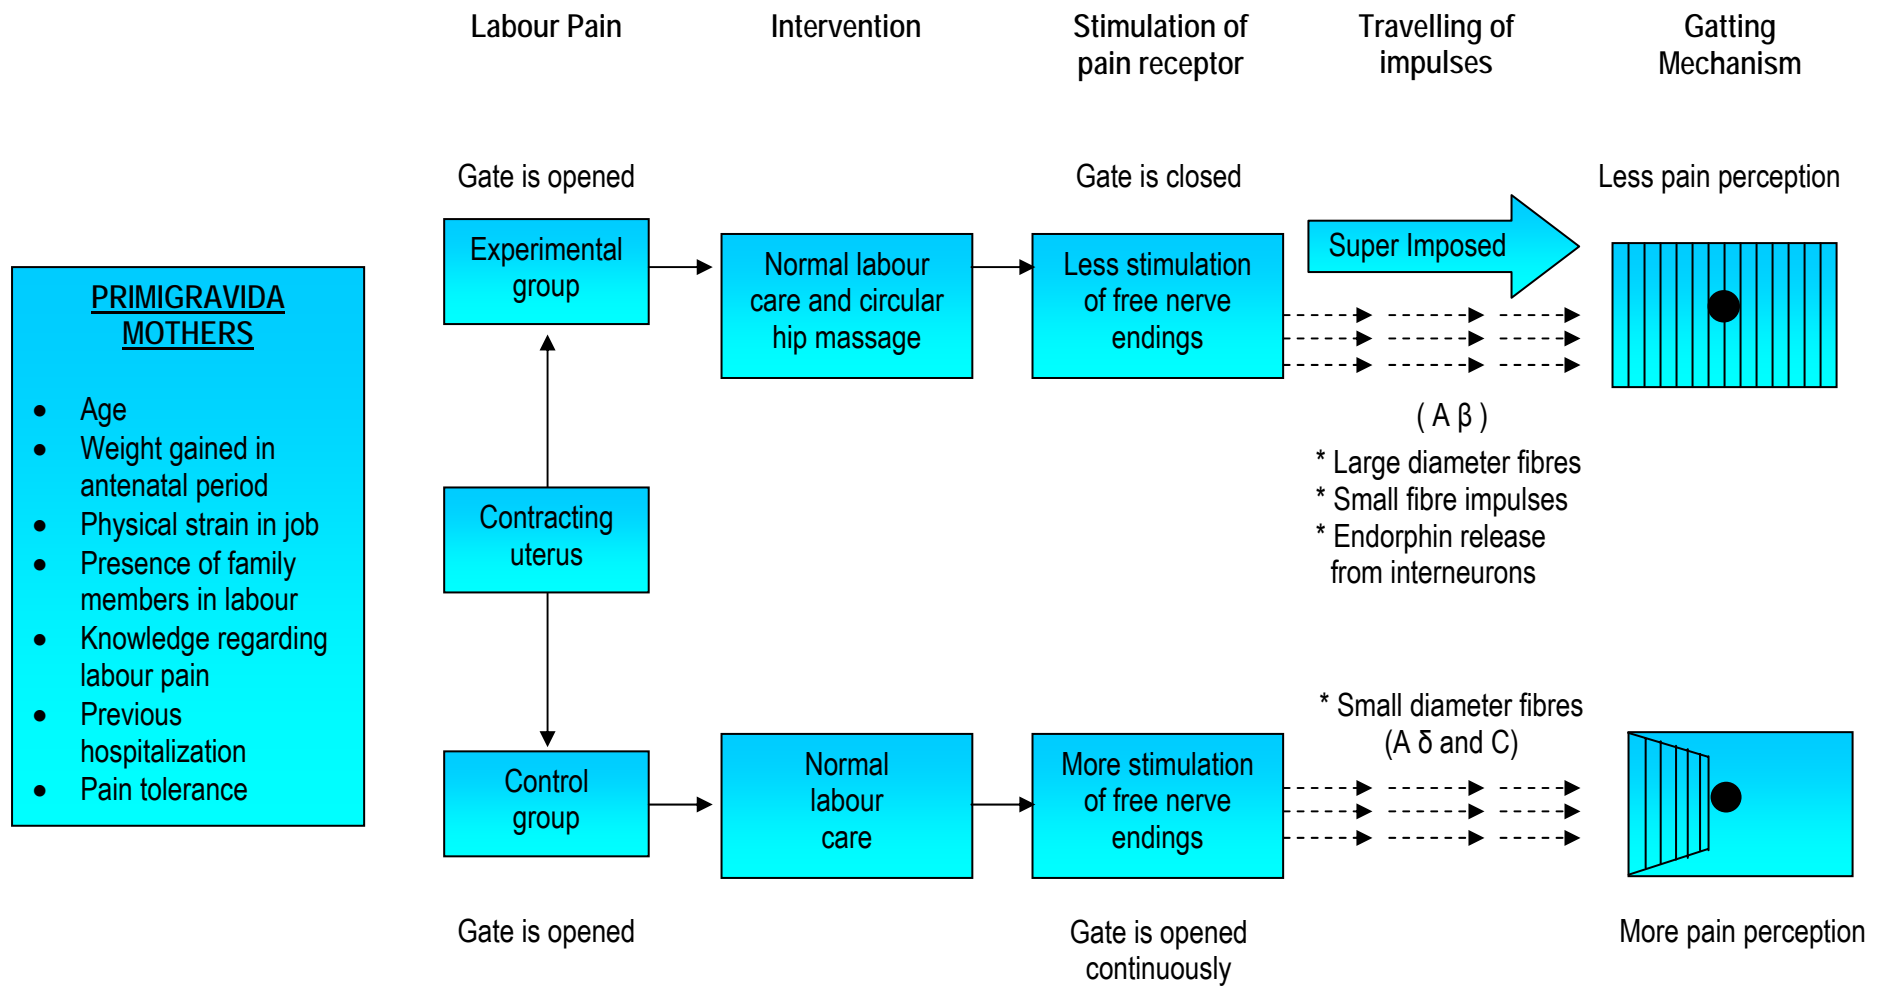 Labour Pain
Intervention
Stimulation of
pain receptor
Travelling of
impulses
Gatting
Mechanism
Gate is opened
Gate is closed
Less pain perception
PRIMIGRAVIDA
MOTHERS
• Age
• Weight gained in
antenatal period
• Physical strain in job
• Presence of family
members in labour
• Knowledge regarding
labour pain
• Previous
hospitalization
• Pain tolerance
Experimental
group
Normal labour
care and circular
hip massage
Less stimulation
of free nerve
endings
Super Imposed
( A β )
* Large diameter fibres
* Small fibre impulses
* Endorphin release
from interneurons
Contracting
uterus
Control
group
Normal
labour
care
More stimulation
of free nerve
endings
* Small diameter fibres
(A δ and C)
Gate is opened
Gate is opened
continuously
More pain perception